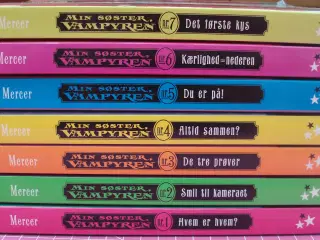 Mercer MIN SØSTER, VAMPYREN nr.7 Det første kys
Mercer MIN SØSTER, VAMPYREN nr.6 Kærlighed-nederen
Mercer MIN SØSTER, VAMPYREN nr.5 Du er på!
Mercer MIN SØSTER, VAMPYREN nr.4 Altid sammen?
Mercer MIN SØSTER, VAMPYREN nr.3 De tre prøver
Mercer MIN SØSTER, VAMPYREN nr.2 Smil til kameraet
Mercer MIN SØSTER, VAMPYREN nr.1 Hvem er hvem?